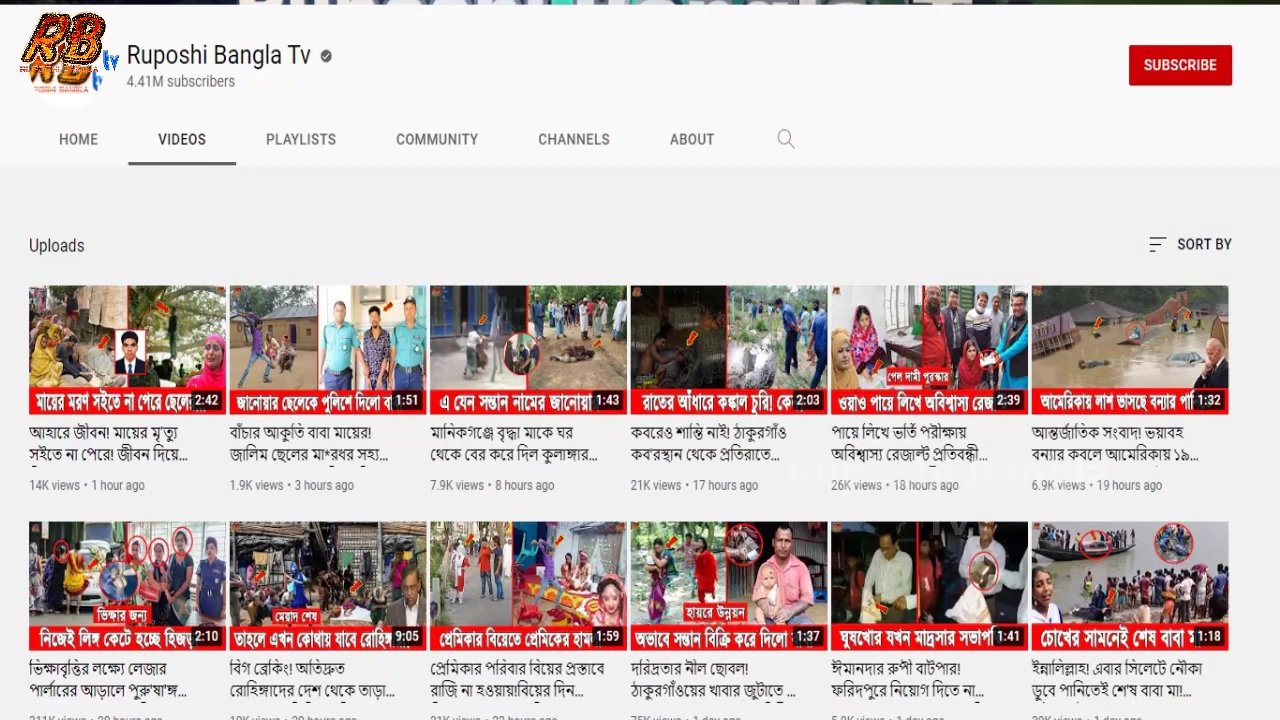 Ruposhi Bangla Tv
4.41M subscribers
SUBSCRIBE
HOME VIDEOS PLAYLISTS COMMUNITY CHANNELS ABOUT
Uploads
SORT BY
মায়ের মরণ সইতে না পেরে ছেলে 2:42
জানোয়ার ছেলেকে পুলিশে দিলো 1:51
এ যেন সন্তান নামের জানোয়া 1:43
রাতের আঁধারে কঙ্কাল চুরি! 2:03
পেল দামী পুরস্কার
ওয়াও পায়ে লিখে অবিশ্বাস্য রেজ 2:39
আমেরিকায় লাশ ভাসছে বন্যার 1:32
আহারে জীবন! মায়ের মৃ'ত্যু
সইতে না পেরে! জীবন দিয়ে...
14K views • 1 hour ago
বাঁচার আকুতি বাবা মায়ের!
জালিম ছেলের মা*রধর সহ্য...
1.9K views • 3 hours ago
মানিকগঞ্জে বৃদ্ধা মাকে ঘর
থেকে বের করে দিল কুলাঙ্গার...
7.9K views • 8 hours ago
কবরেও শান্তি নাই! ঠাকুরগাঁও
কব'রস্থান থেকে প্রতিরাতে...
21K views • 17 hours ago
পায়ে লিখে ভর্তি পরীক্ষায়
অবিশ্বাস্য রেজাল্ট প্রতিবন্ধী...
26K views • 18 hours ago
আন্তর্জাতিক সংবাদ! ভয়াবহ
বন্যার কবলে আমেরিকায় ১৯...
6.9K views • 19 hours ago
ভিক্ষার জন্য
নিজেই লিঙ্গ কেটে হচ্ছে হিজড় 2:10
মেয়াদ শেষ
তাহলে এখন কোথায় যাবে রোহিঙ্গ 9:05
প্রেমিকার বিয়েতে প্রেমিকের হাম 1:59
হায়রে উন্নয়ন
অভাবে সন্তান বিক্রি করে দিলো 1:37
ঘুষখোর যখন মাদ্রসার সভাপ 1:41
চোখের সামনেই শেষ বাবা 1:18
ভিক্ষাবৃত্তির লক্ষ্যে লেজার
পার্লারের আড়ালে পুরু'ষা'ঙ্গ...
বিগ ব্রেকিং! অতিদ্রুত
রোহিঙ্গাদের দেশ থেকে তাড়া...
প্রেমিকার পরিবার বিয়ের প্রস্তাবে
রাজি না হওয়ায়!বিয়ের দিন...
দরিদ্রতার নীল ছোবল!
ঠাকুরগাঁওয়ের খাবার জুটাতে ...
ঈমানদার রুপী বাটপার!
ফরিদপুরে নিয়োগ দিতে না...
ইন্নালিল্লাহ! এবার সিলেটে নৌকা
ডুবে পানিতেই শে'ষ বাবা মা!...